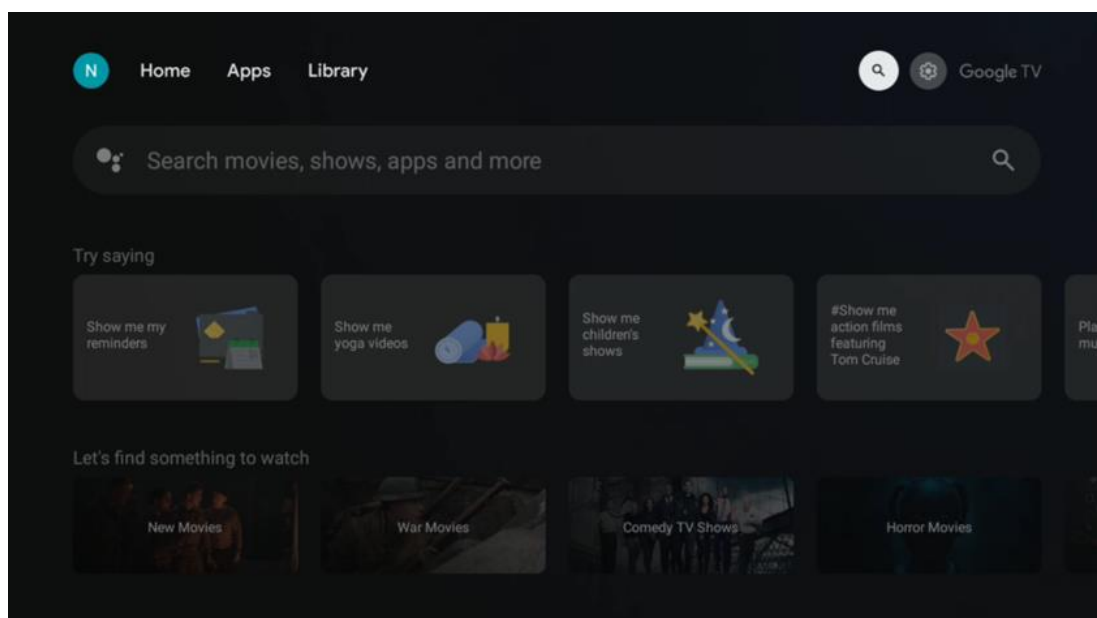 N Home Apps Library Google TV
Search movies, shows, apps and more
Try saying
Show me my
reminders
Show me
yoga videos
Show me
children's
shows
#Show me
action films
featuring
Tom Cruise
Pla
mu
Let's find something to watch
New Movies
War Movies
Comedy TV Shows
Horror Movies